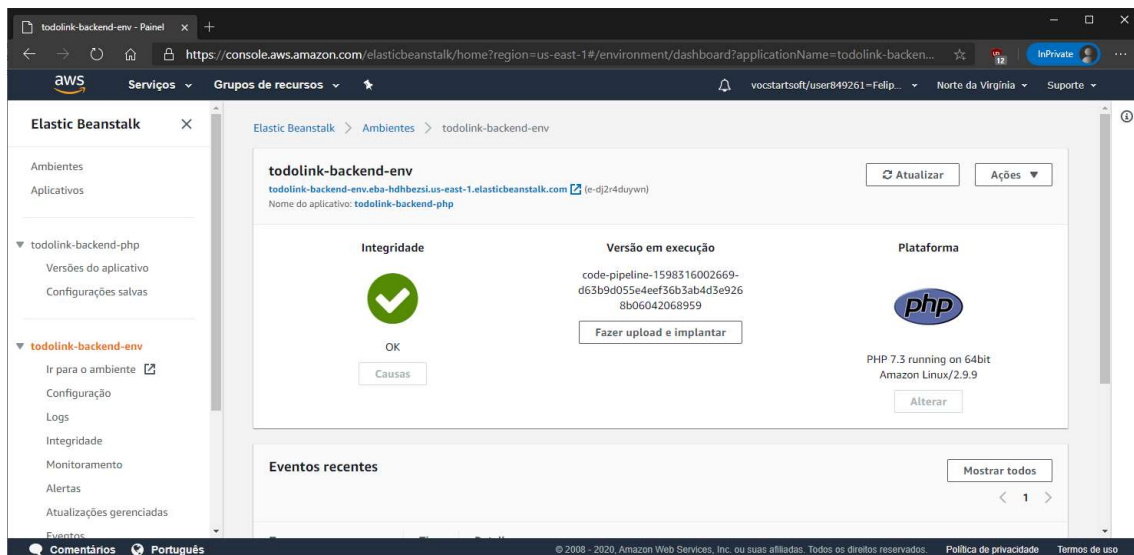 todolink-backend-env - Painel
https://console.aws.amazon.com/elasticbeanstalk/home?region=us-east-1#/environment/dashboard?applicationName=todolink-backen...
12
InPrivate
aws
Serviços
Grupos de recursos
vocstartsoft/user849261=Felip...
Norte da Virgínia
Suporte
Elastic Beanstalk
Ambientes
Aplicativos
todolink-backend-php
Versões do aplicativo
Configurações salvas
todolink-backend-env
Ir para o ambiente
Configuração
Logs
Integridade
Monitoramento
Alertas
Atualizações gerenciadas
Eventos
Elastic Beanstalk > Ambientes > todolink-backend-env
todolink-backend-env
todolink-backend-env.eba-hdhbezsi.us-east-1.elasticbeanstalk.com (e-dj2r4duywn)
Nome do aplicativo: todolink-backend-php
Atualizar
Ações
Integridade
OK
Causas
Versão em execução
code-pipeline-1598316002669-
d63b9d055e4eef36b3ab4d3e926
8b06042068959
Fazer upload e implantar
Plataforma
php
PHP 7.3 running on 64bit
Amazon Linux/2.9.9
Alterar
Eventos recentes
Mostrar todos
< 1 >
Comentários
Português
© 2008 - 2020, Amazon Web Services, Inc. ou suas afiliadas. Todos os direitos reservados.
Política de privacidade
Termos de uso